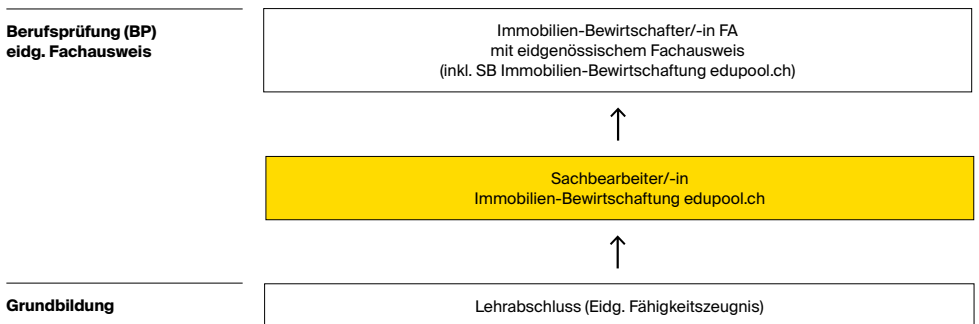 Berufsprüfung (BP)
eidg. Fachausweis
Immobilien-Bewirtschafter/-in FA
mit eidgenössischem Fachausweis
(inkl. SB Immobilien-Bewirtschaftung edupool.ch)
Sachbearbeiter/-in
Immobilien-Bewirtschaftung edupool.ch
Grundbildung
Lehrabschluss (Eidg. Fähigkeitszeugnis)